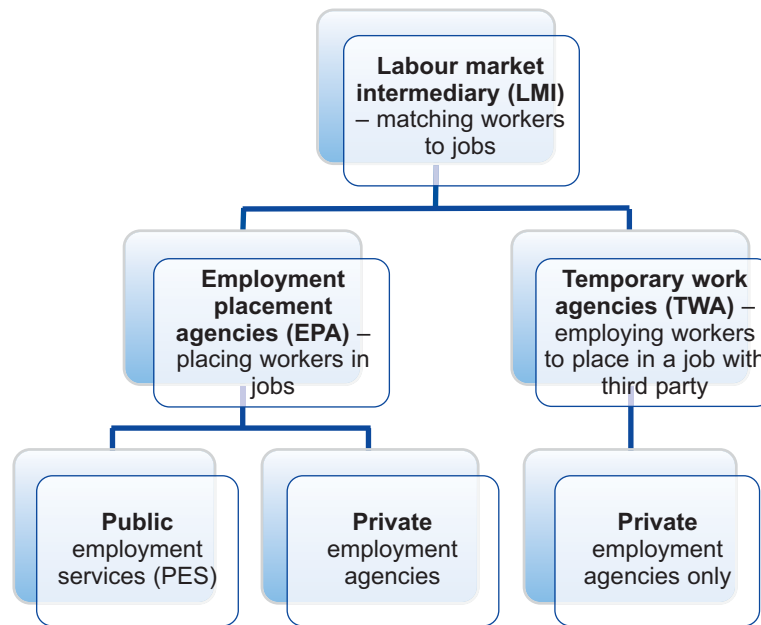 Labour market
intermediary (LMI)
– matching workers
to jobs
Employment
placement
agencies (EPA) –
placing workers in
jobs
Temporary work
agencies (TWA) –
employing workers
to place in a job with
third party
Public
employment
services (PES)
Private
employment
agencies
Private
employment
agencies only